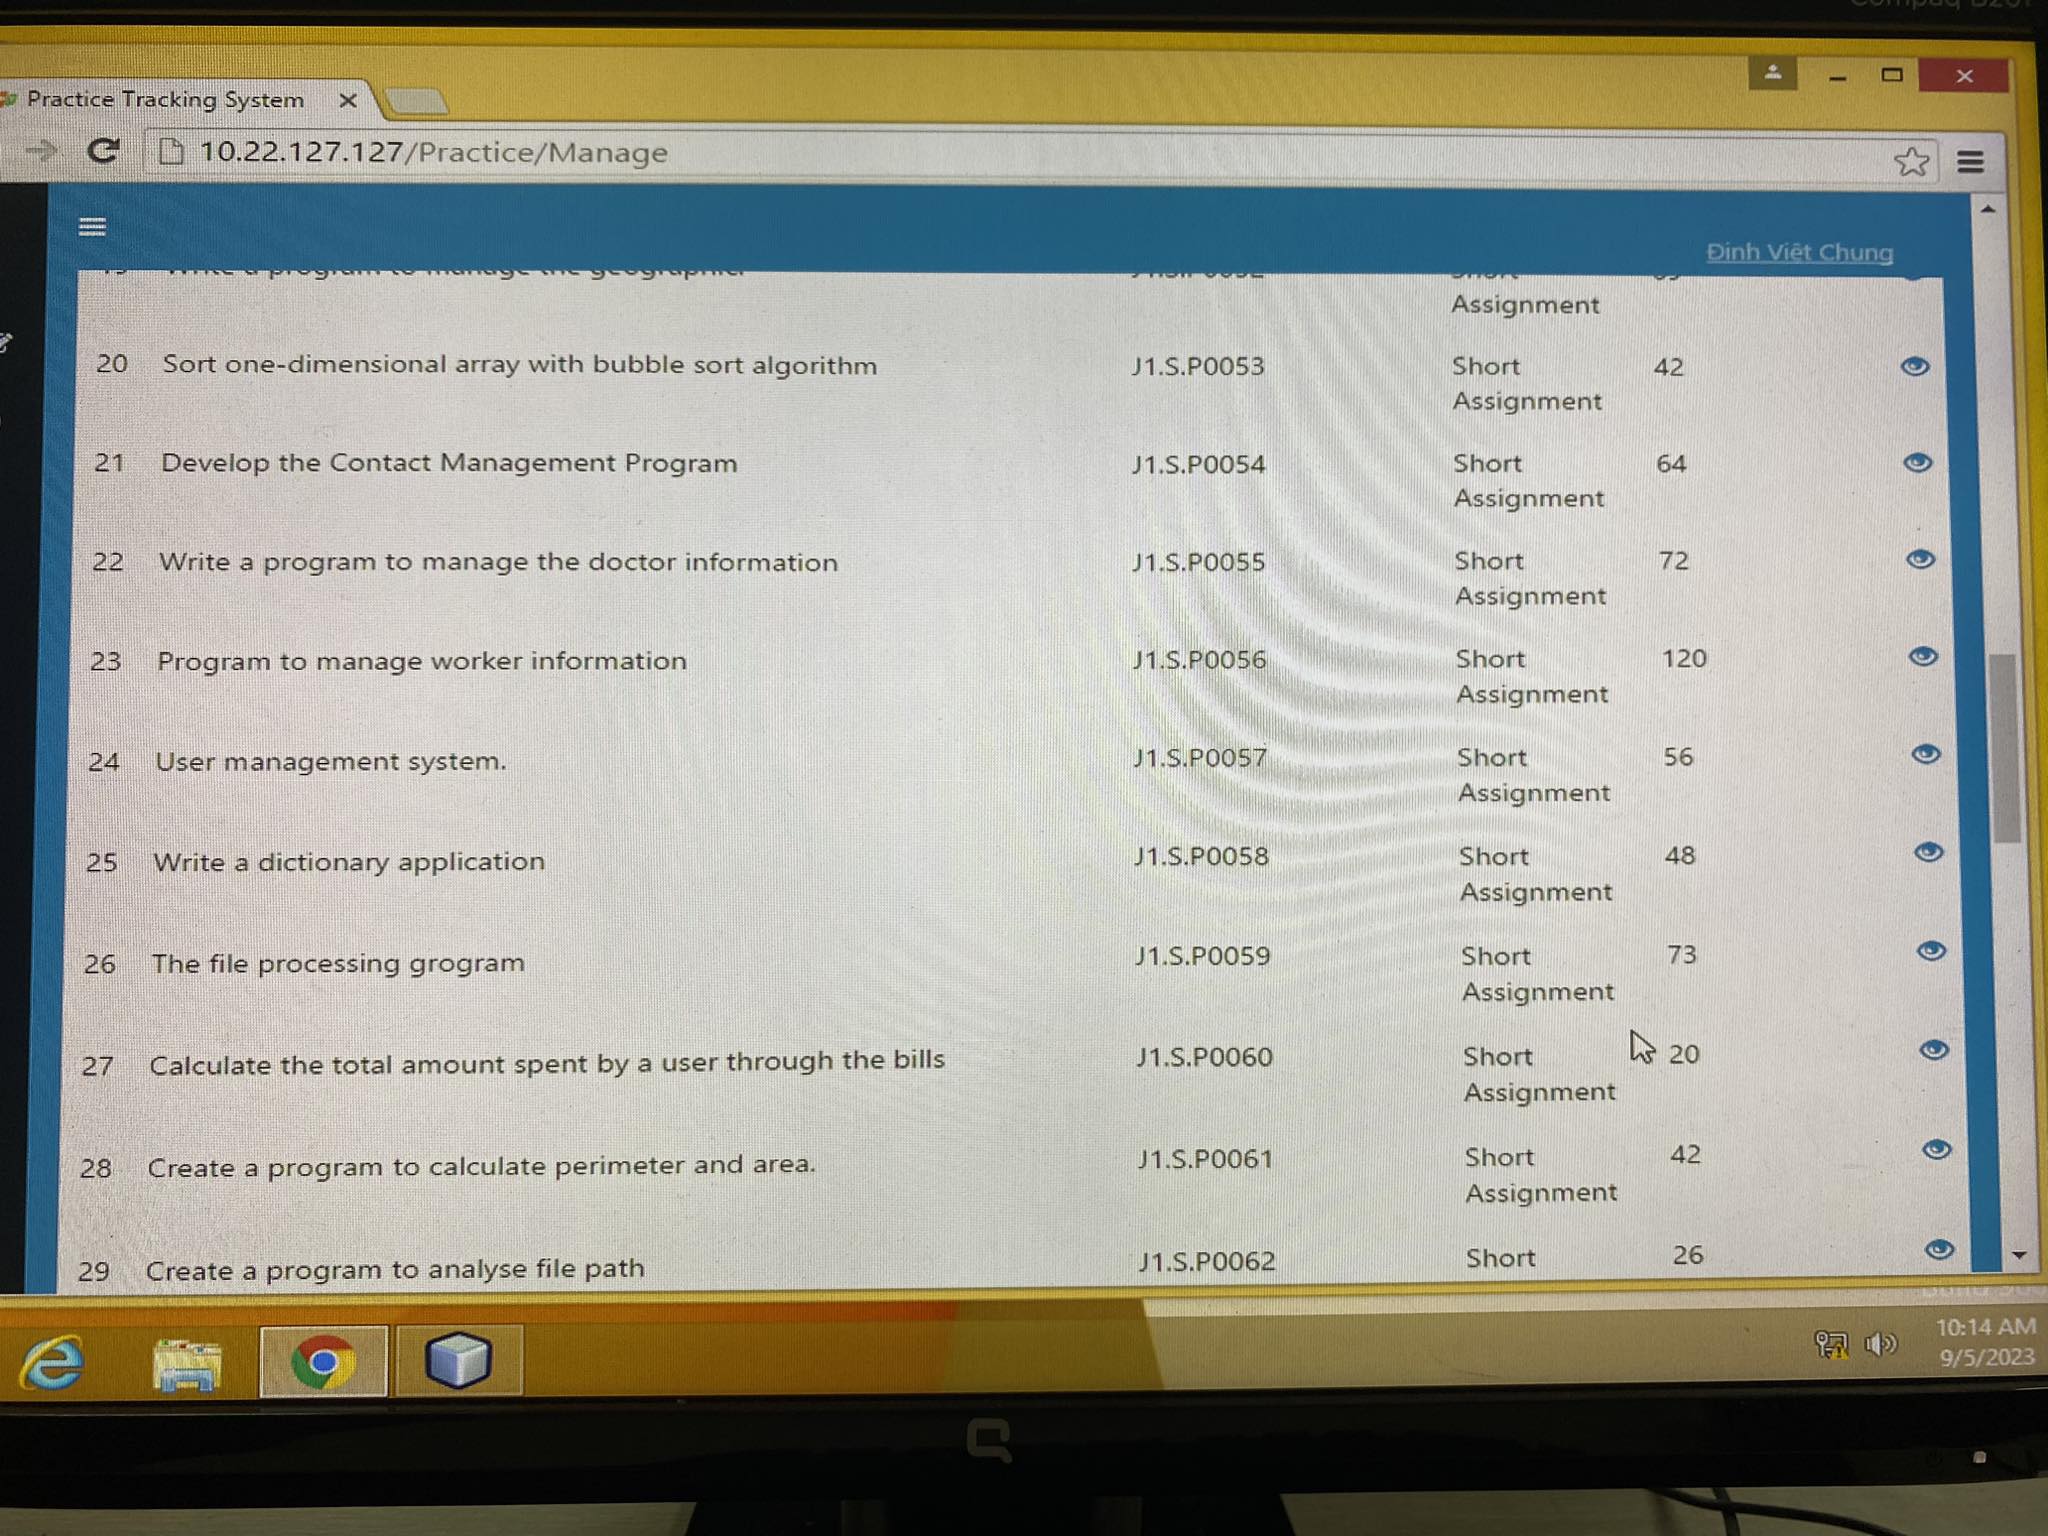 Practice Tracking System
10.22.127.127/Practice/Manage
Đinh Việt Chung
Write a program to manage the geographic.
Assignment
20 Sort one-dimensional array with bubble sort algorithm J1.S.P0053 Short 42
Assignment
21 Develop the Contact Management Program J1.S.P0054 Short 64
Assignment
22 Write a program to manage the doctor information J1.S.P0055 Short 72
Assignment
23 Program to manage worker information J1.S.P0056 Short 120
Assignment
24 User management system. J1.S.P0057 Short 56
Assignment
25 Write a dictionary application J1.S.P0058 Short 48
Assignment
26 The file processing grogram J1.S.P0059 Short 73
Assignment
27 Calculate the total amount spent by a user through the bills J1.S.P0060 Short 20
Assignment
28 Create a program to calculate perimeter and area. J1.S.P0061 Short 42
Assignment
29 Create a program to analyse file path J1.S.P0062 Short 26
10:14 AM
9/5/2023